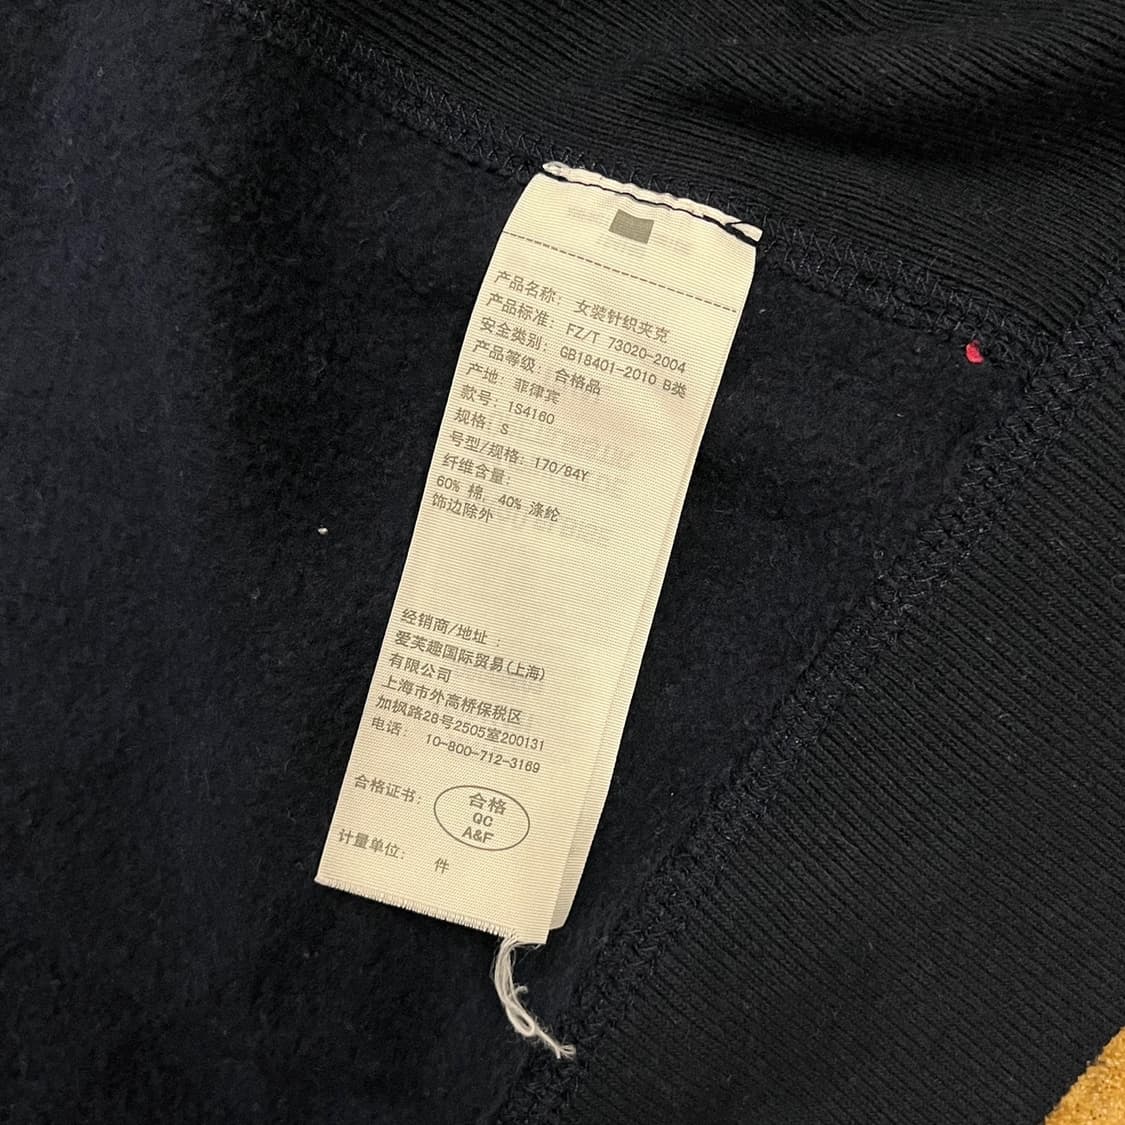 产品名称: 女装针织夹克
产品标准: FZ/T 73020-2004
安全类别: GB18401-2010 B类
产品等级: 合格品
产地: 菲律宾
款号: 1S4160
规格: S
号型/规格: 170/84Y
纤维含量:
60% 棉, 40% 涤纶
饰边除外
经销商/地址 :
爱芙趣国际贸易(上海)
有限公司
上海市外高桥保税区
加枫路28号2505室200131
电话: 10-800-712-3169
合格证书: 合格
QC
A&F
计量单位: 件